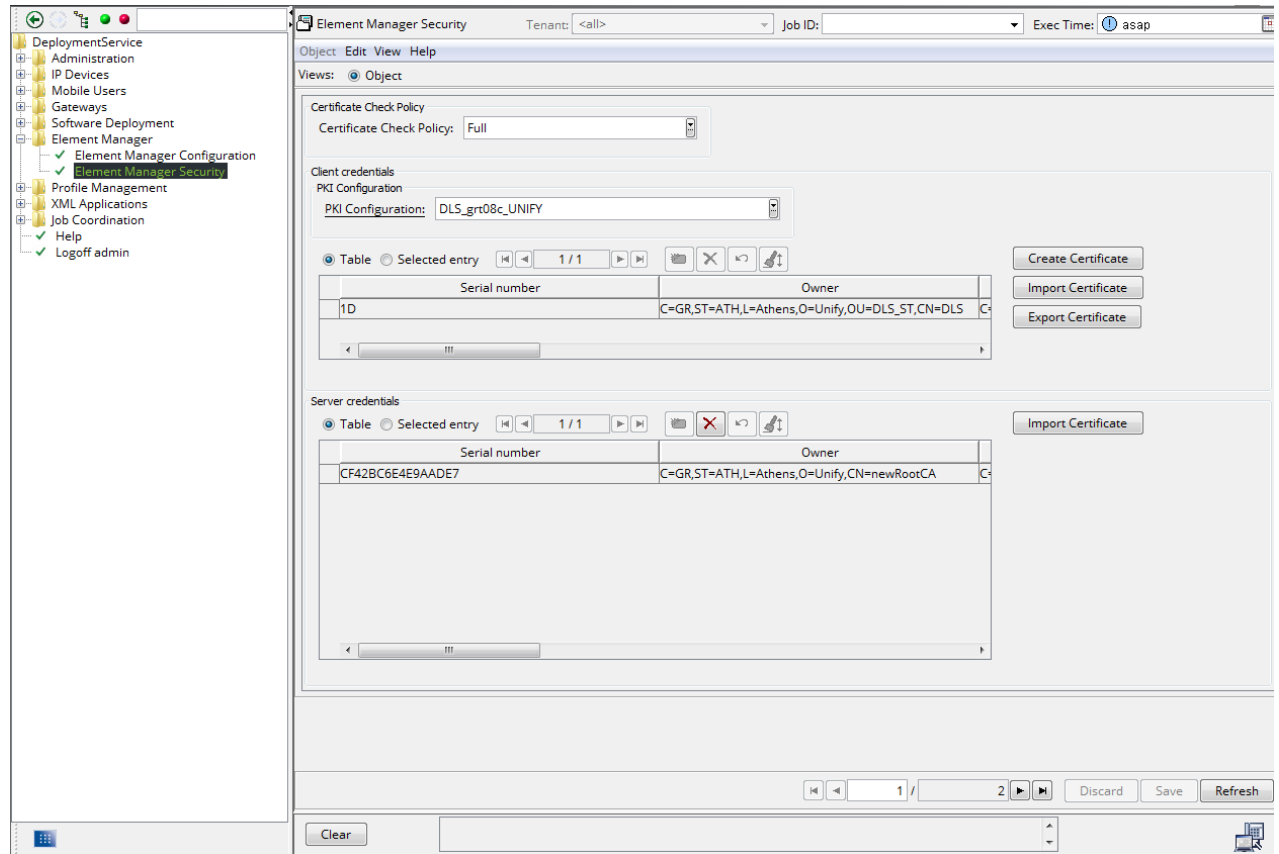 DeploymentService
Administration
IP Devices
Mobile Users
Gateways
Software Deployment
Element Manager
Element Manager Configuration
Element Manager Security
Profile Management
XML Applications
Job Coordination
Help
Logoff admin
Element Manager Security Tenant: <all> Job ID: Exec Time: asap
Object Edit View Help
Views: Object
Certificate Check Policy
Certificate Check Policy: Full
Client credentials
PKI Configuration
PKI Configuration: DLS_grt08c_UNIFY
Table Selected entry 1 / 1 Create Certificate
Serial number Owner Import Certificate
1D C=GR,ST=ATH,L=Athens,O=Unify,OU=DLS_ST,CN=DLS C=
Export Certificate
Server credentials
Table Selected entry 1 / 1 Import Certificate
Serial number Owner
CF42BC6E4E9AADE7 C=GR,ST=ATH,L=Athens,O=Unify,CN=newRootCA C=
1 / 2 Discard Save Refresh
Clear